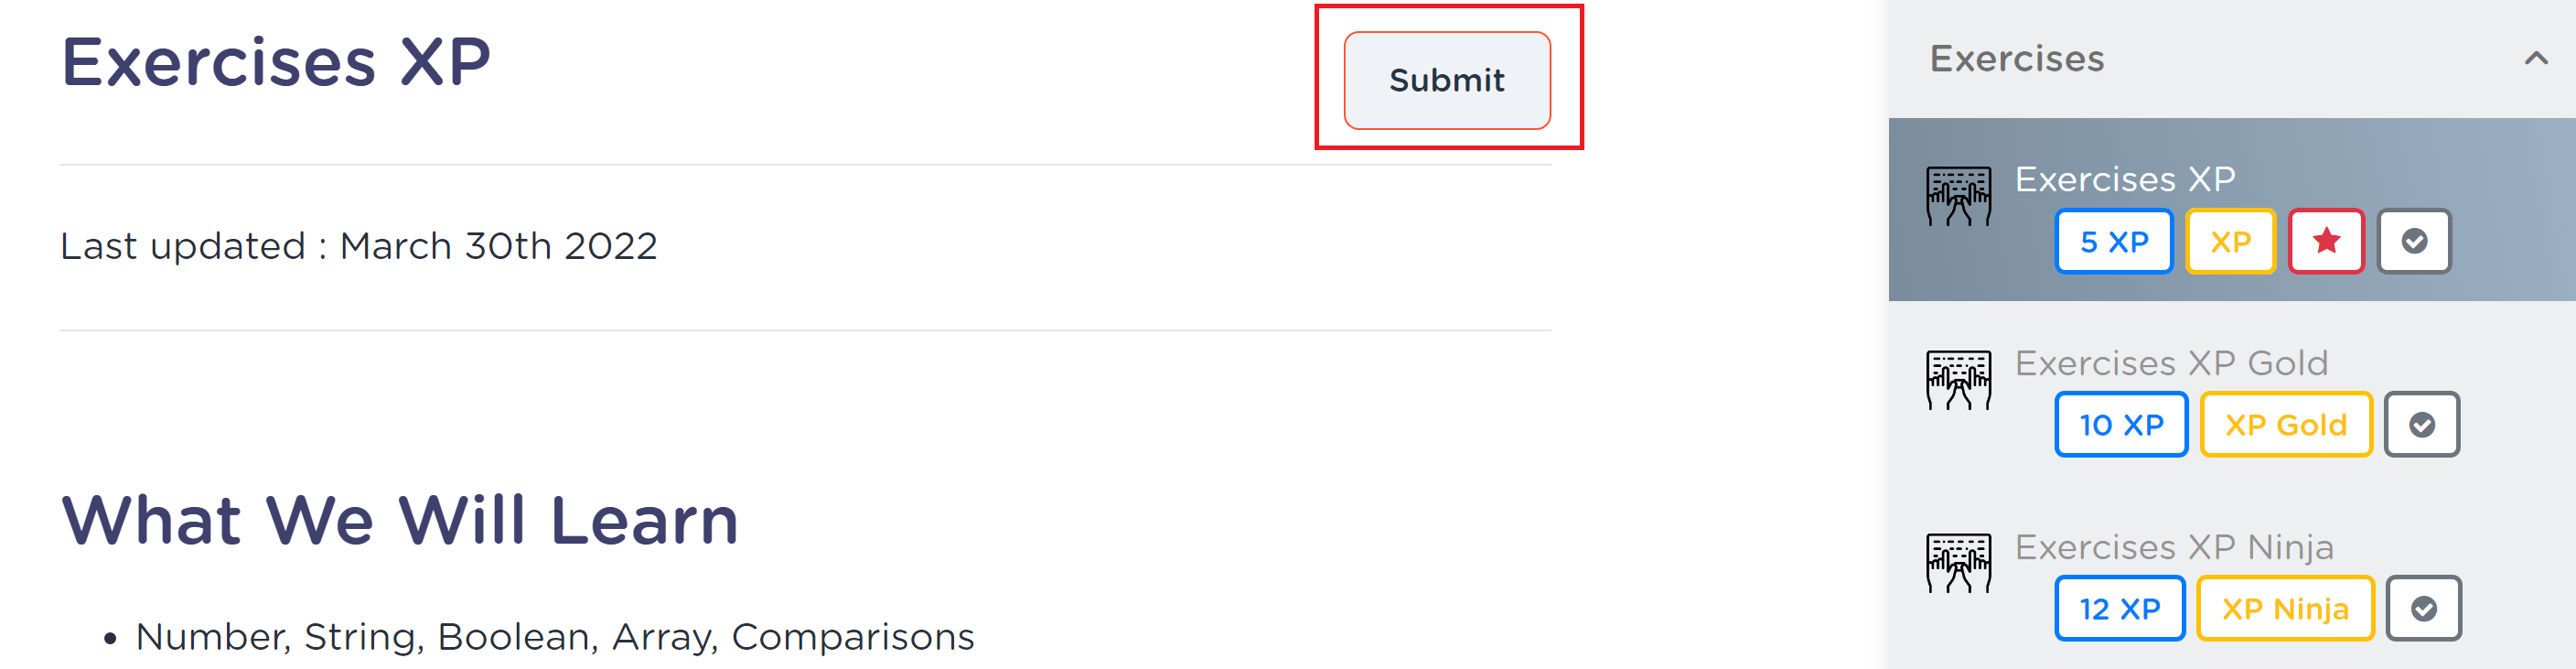 Exercises XP
Submit
Last updated : March 30th 2022
What We Will Learn
• Number, String, Boolean, Array, Comparisons
Exercises
Exercises XP
5 XP XP
Exercises XP Gold
10 XP XP Gold
Exercises XP Ninja
12 XP XP Ninja